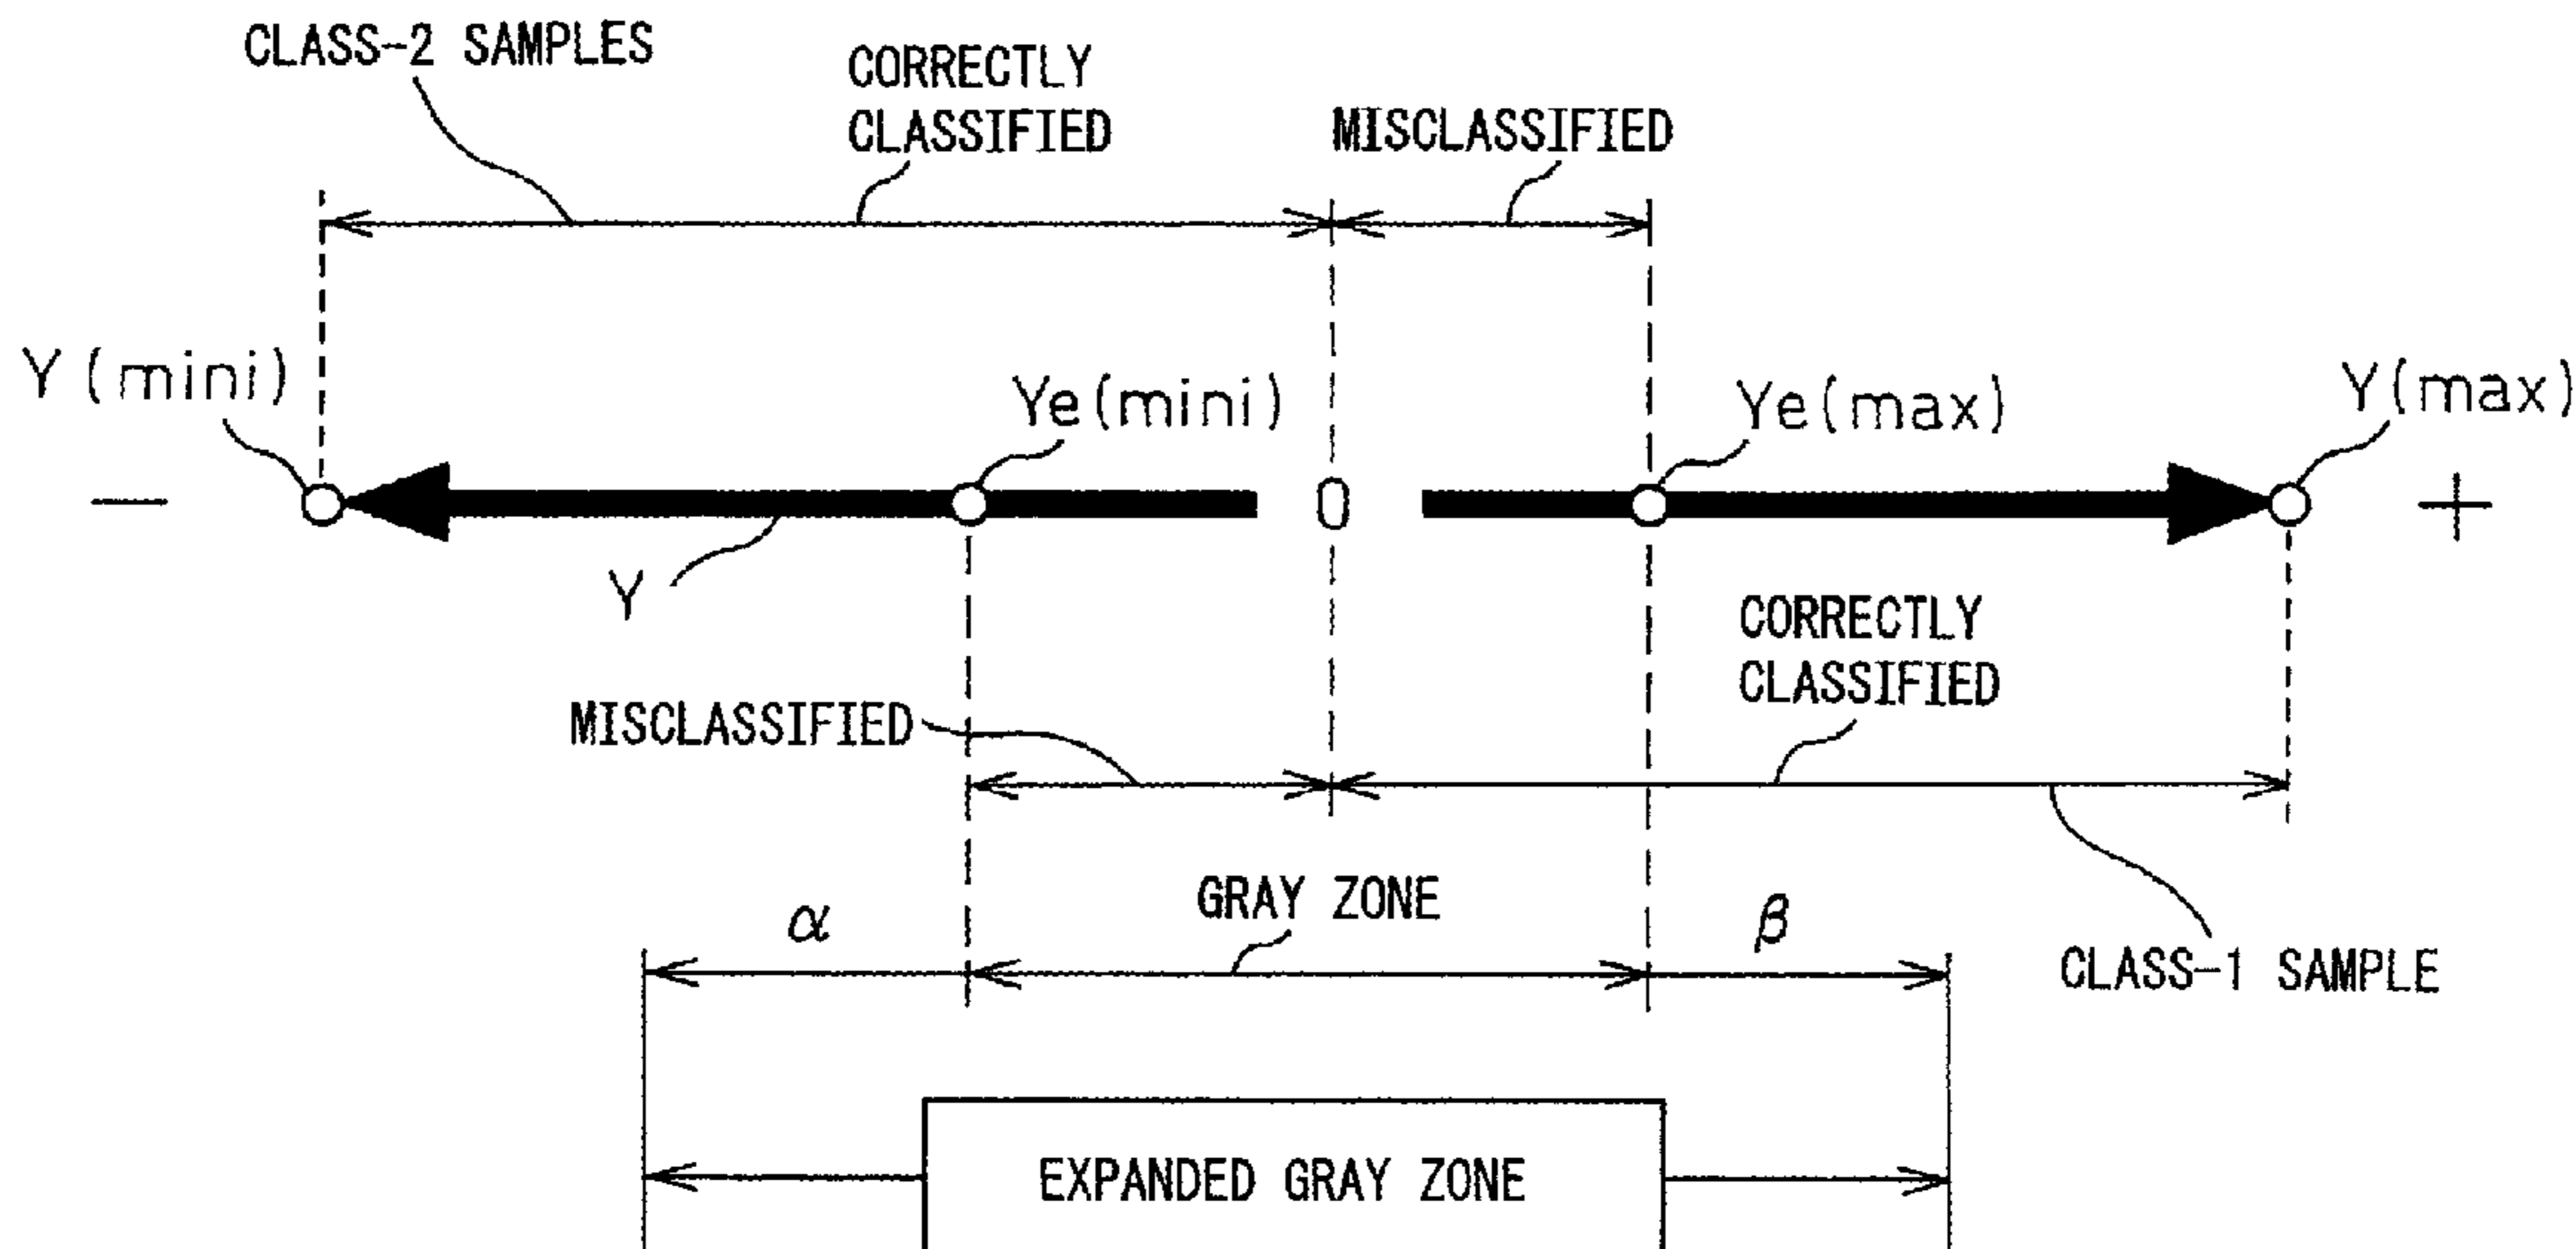 CLASS-2 SAMPLES
CORRECTLY
CLASSIFIED
MISCLASSIFIED
Y (mini)
Ye(mini)
Ye(max)
Y(max)
− 0 +
Y
CORRECTLY
CLASSIFIED
MISCLASSIFIED
GRAY ZONE
α
β
CLASS-1 SAMPLE
EXPANDED GRAY ZONE